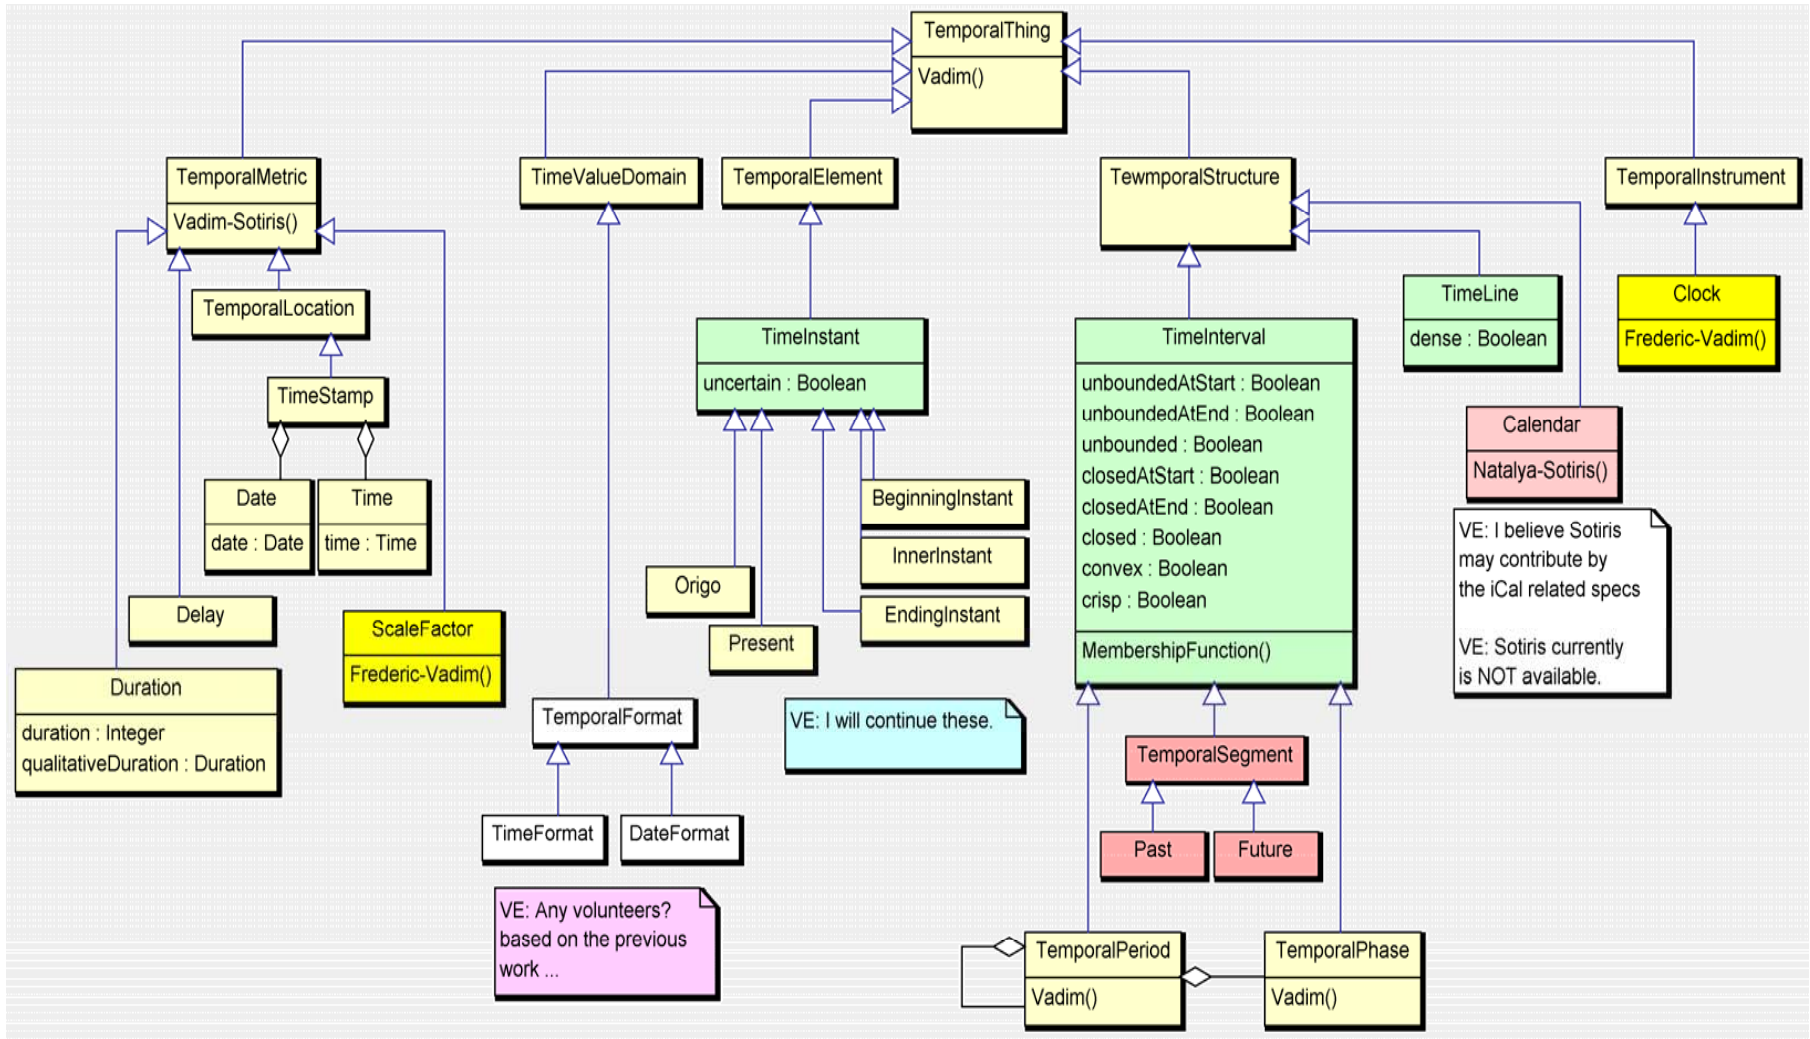 TemporalThing
Vadim()
TemporalMetric
Vadim-Sotiris()
TimeValueDomain
TemporalElement
TewmporalStructure
TemporalInstrument
TemporalLocation
TimeStamp
Date
date : Date
Time
time : Time
Delay
ScaleFactor
Frederic-Vadim()
Duration
duration : Integer
qualitativeDuration : Duration
TimeInstant
uncertain : Boolean
BeginningInstant
InnerInstant
EndingInstant
Origo
Present
TemporalFormat
TimeFormat
DateFormat
VE: I will continue these.
VE: Any volunteers?
based on the previous
work ...
TimeInterval
unboundedAtStart : Boolean
unboundedAtEnd : Boolean
unbounded : Boolean
closedAtStart : Boolean
closedAtEnd : Boolean
closed : Boolean
convex : Boolean
crisp : Boolean
MembershipFunction()
TimeLine
dense : Boolean
Clock
Frederic-Vadim()
Calendar
Natalya-Sotiris()
VE: I believe Sotiris
may contribute by
the iCal related specs
VE: Sotiris currently
is NOT available.
TemporalSegment
Past
Future
TemporalPeriod
Vadim()
TemporalPhase
Vadim()